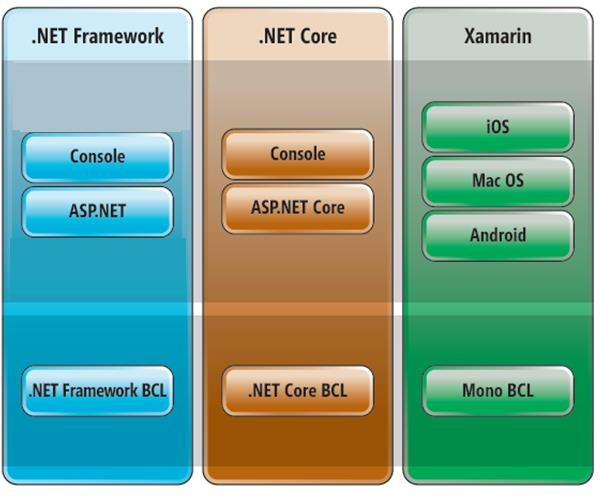 .NET Framework
Console
ASP.NET
.NET Framework BCL
.NET Core
Console
ASP.NET Core
.NET Core BCL
Xamarin
iOS
Mac OS
Android
Mono BCL